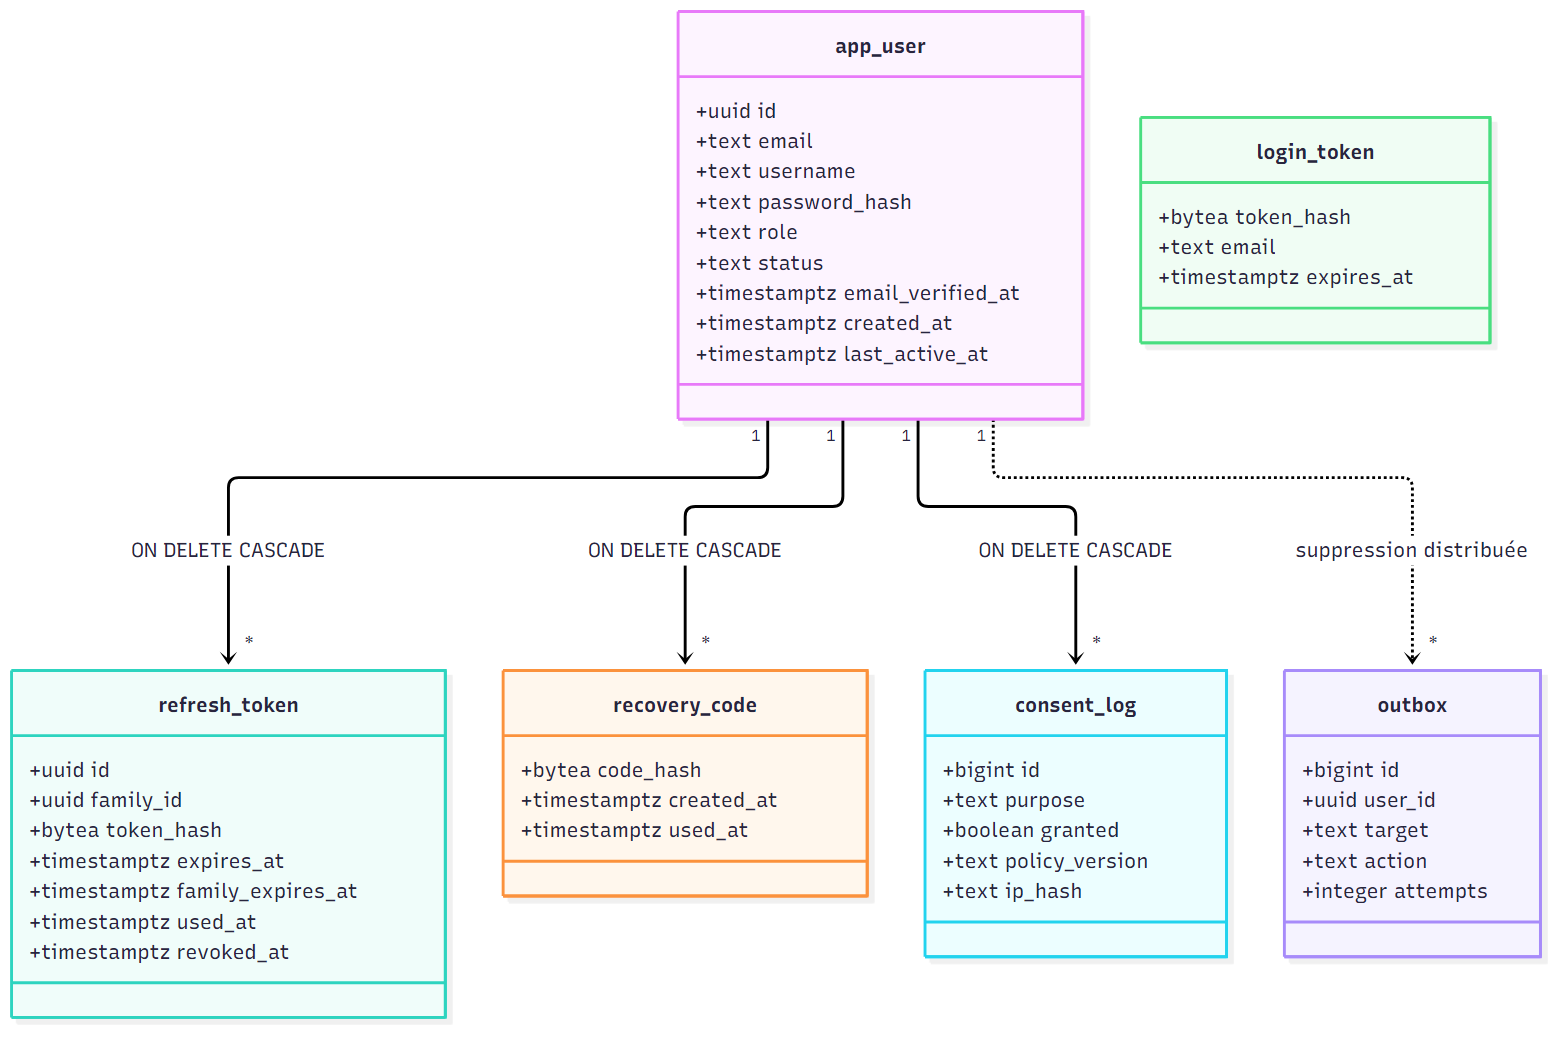 app_user
+uuid id
+text email
+text username
+text password_hash
+text role
+text status
+timestamptz email_verified_at
+timestamptz created_at
+timestamptz last_active_at
login_token
+bytea token_hash
+text email
+timestamptz expires_at
1
1
1
1
ON DELETE CASCADE
ON DELETE CASCADE
ON DELETE CASCADE
suppression distribuée
*
*
*
*
refresh_token
+uuid id
+uuid family_id
+bytea token_hash
+timestamptz expires_at
+timestamptz family_expires_at
+timestamptz used_at
+timestamptz revoked_at
recovery_code
+bytea code_hash
+timestamptz created_at
+timestamptz used_at
consent_log
+bigint id
+text purpose
+boolean granted
+text policy_version
+text ip_hash
outbox
+bigint id
+uuid user_id
+text target
+text action
+integer attempts